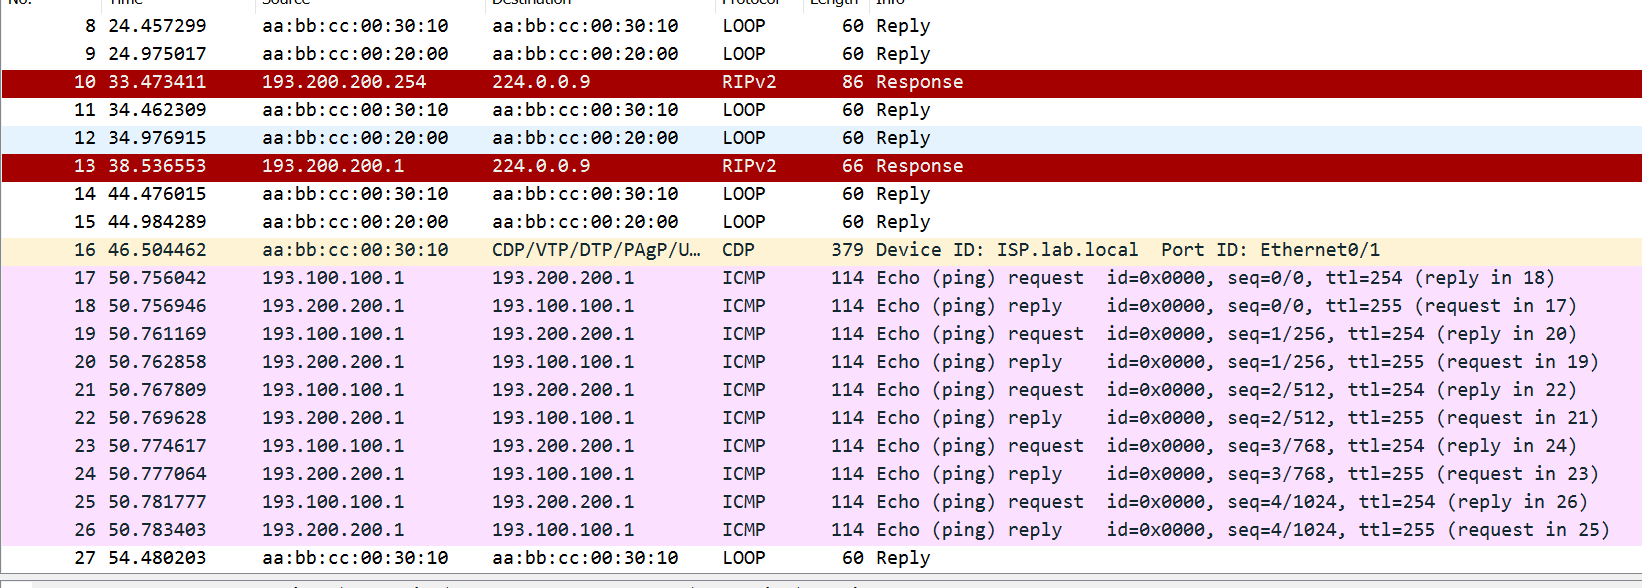 No. Time Source Destination Protocol Length Info
8 24.457299 aa:bb:cc:00:30:10 aa:bb:cc:00:30:10 LOOP 60 Reply
9 24.975017 aa:bb:cc:00:20:00 aa:bb:cc:00:20:00 LOOP 60 Reply
10 33.473411 193.200.200.254 224.0.0.9 RIPv2 86 Response
11 34.462309 aa:bb:cc:00:30:10 aa:bb:cc:00:30:10 LOOP 60 Reply
12 34.976915 aa:bb:cc:00:20:00 aa:bb:cc:00:20:00 LOOP 60 Reply
13 38.536553 193.200.200.1 224.0.0.9 RIPv2 66 Response
14 44.476015 aa:bb:cc:00:30:10 aa:bb:cc:00:30:10 LOOP 60 Reply
15 44.984289 aa:bb:cc:00:20:00 aa:bb:cc:00:20:00 LOOP 60 Reply
16 46.504462 aa:bb:cc:00:30:10 CDP/VTP/DTP/PAgP/U… CDP 379 Device ID: ISP.lab.local Port ID: Ethernet0/1
17 50.756042 193.100.100.1 193.200.200.1 ICMP 114 Echo (ping) request id=0x0000, seq=0/0, ttl=254 (reply in 18)
18 50.756946 193.200.200.1 193.100.100.1 ICMP 114 Echo (ping) reply id=0x0000, seq=0/0, ttl=255 (request in 17)
19 50.761169 193.100.100.1 193.200.200.1 ICMP 114 Echo (ping) request id=0x0000, seq=1/256, ttl=254 (reply in 20)
20 50.762858 193.200.200.1 193.100.100.1 ICMP 114 Echo (ping) reply id=0x0000, seq=1/256, ttl=255 (request in 19)
21 50.767809 193.100.100.1 193.200.200.1 ICMP 114 Echo (ping) request id=0x0000, seq=2/512, ttl=254 (reply in 22)
22 50.769628 193.200.200.1 193.100.100.1 ICMP 114 Echo (ping) reply id=0x0000, seq=2/512, ttl=255 (request in 21)
23 50.774617 193.100.100.1 193.200.200.1 ICMP 114 Echo (ping) request id=0x0000, seq=3/768, ttl=254 (reply in 24)
24 50.777064 193.200.200.1 193.100.100.1 ICMP 114 Echo (ping) reply id=0x0000, seq=3/768, ttl=255 (request in 23)
25 50.781777 193.100.100.1 193.200.200.1 ICMP 114 Echo (ping) request id=0x0000, seq=4/1024, ttl=254 (reply in 26)
26 50.783403 193.200.200.1 193.100.100.1 ICMP 114 Echo (ping) reply id=0x0000, seq=4/1024, ttl=255 (request in 25)
27 54.480203 aa:bb:cc:00:30:10 aa:bb:cc:00:30:10 LOOP 60 Reply